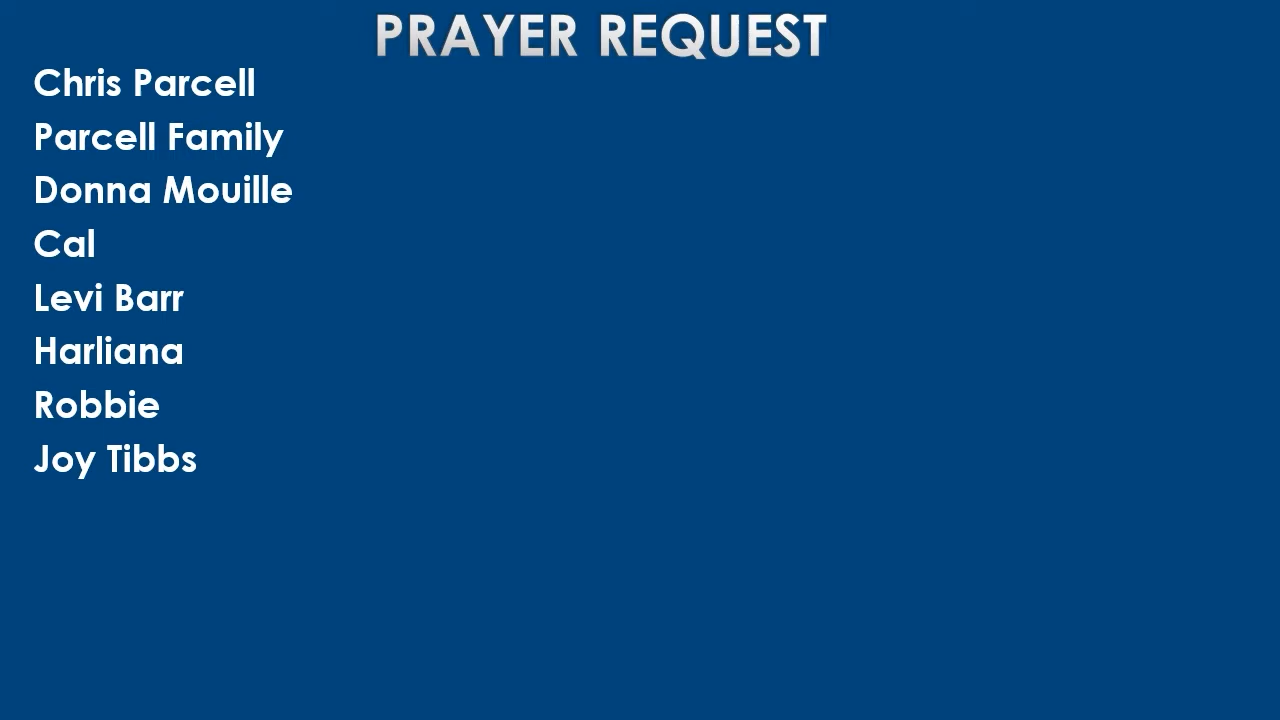 PRAYER REQUEST
Chris Parcell
Parcell Family
Donna Mouille
Cal
Levi Barr
Harliana
Robbie
Joy Tibbs